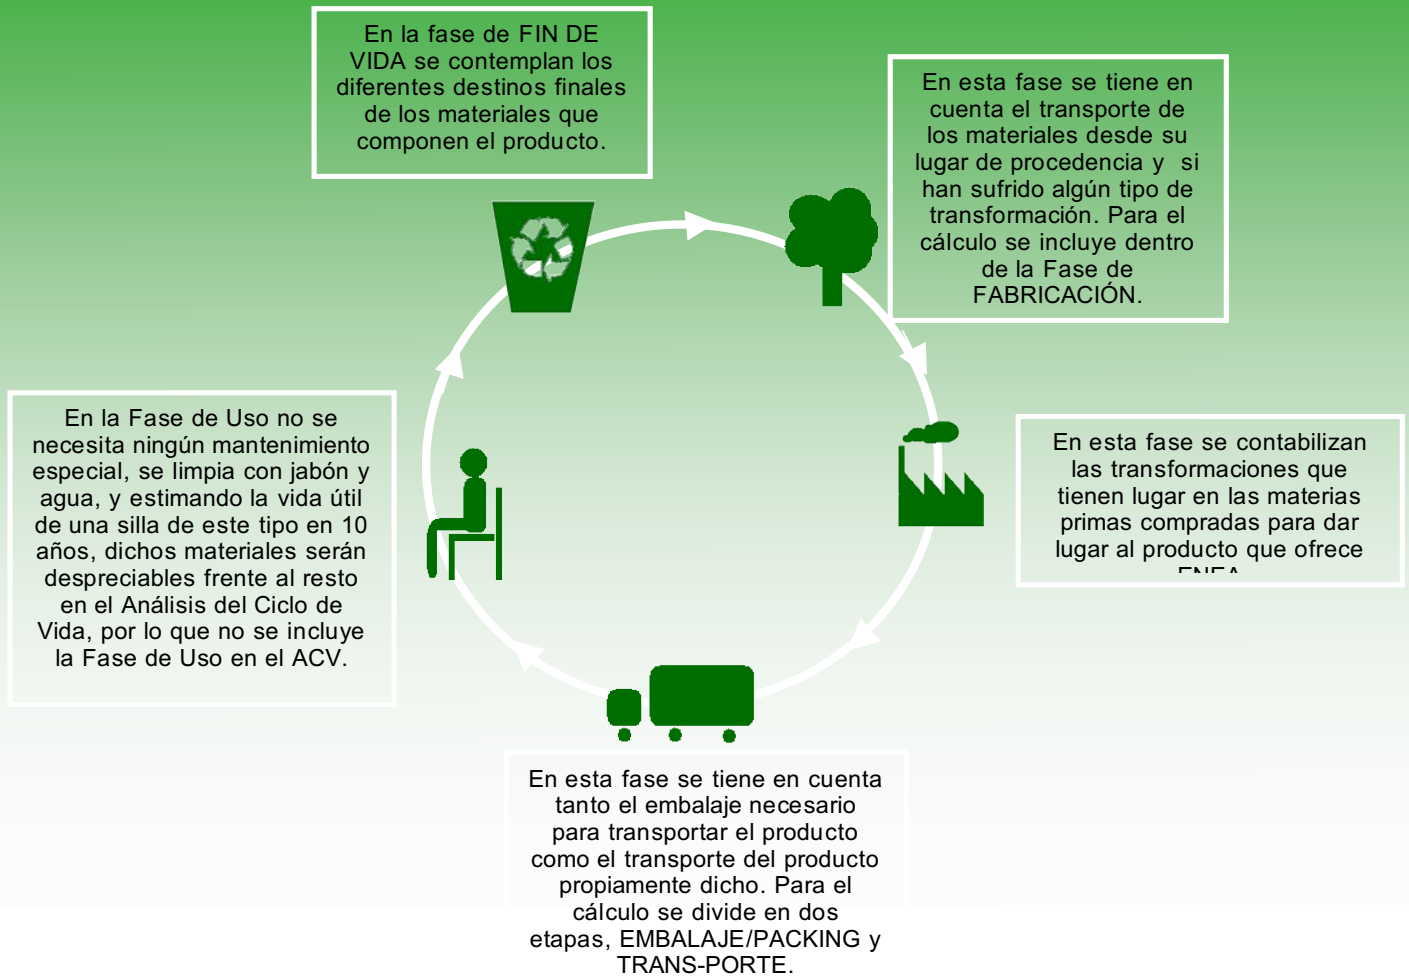 En la fase de FIN DE
VIDA se contemplan los
diferentes destinos finales
de los materiales que
componen el producto.
En esta fase se tiene en
cuenta el transporte de
los materiales desde su
lugar de procedencia y  si
han sufrido algún tipo de
transformación. Para el
cálculo se incluye dentro
de la Fase de
FABRICACIÓN.
En esta fase se contabilizan
las transformaciones que
tienen lugar en las materias
primas compradas para dar
lugar al producto que ofrece
En esta fase se tiene en cuenta
tanto el embalaje necesario
para transportar el producto
como el transporte del producto
propiamente dicho. Para el
cálculo se divide en dos
etapas, EMBALAJE/PACKING y
TRANS-PORTE.
En la Fase de Uso no se
necesita ningún mantenimiento
especial, se limpia con jabón y
agua, y estimando la vida útil
de una silla de este tipo en 10
años, dichos materiales serán
despreciables frente al resto
en el Análisis del Ciclo de
Vida, por lo que no se incluye
la Fase de Uso en el ACV.